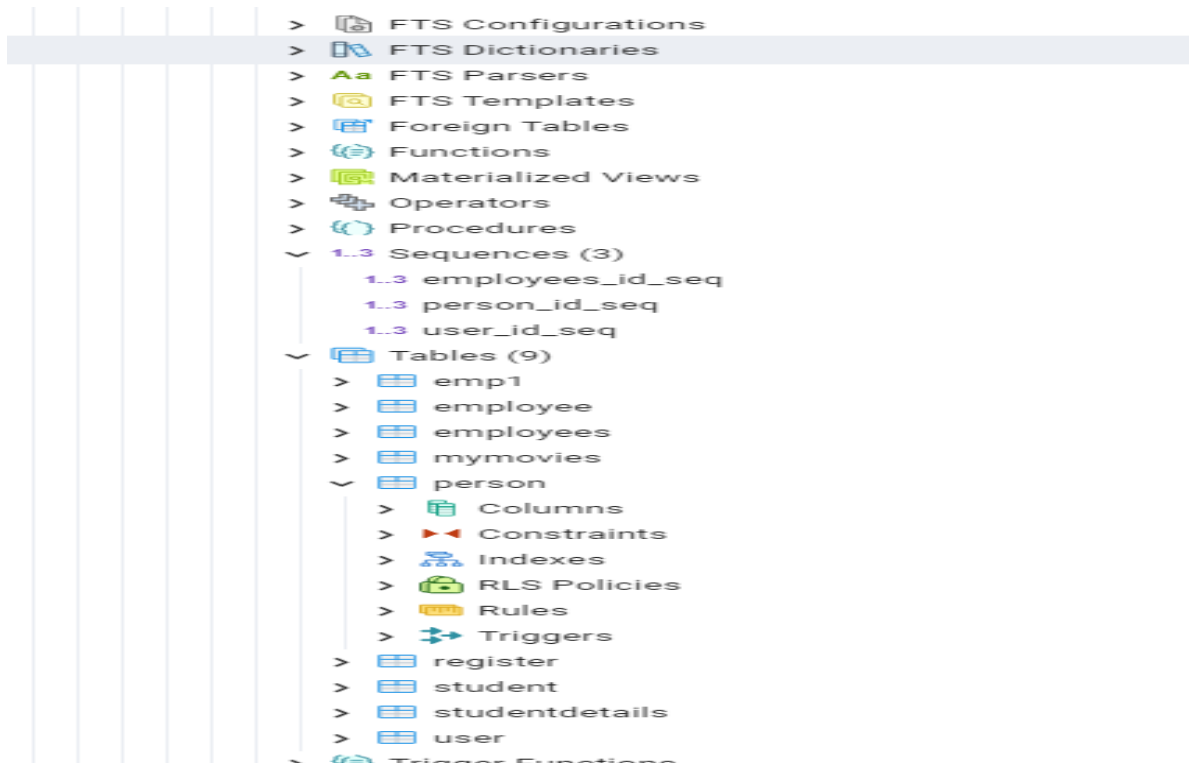 FTS Configurations
FTS Dictionaries
Aa FTS Parsers
FTS Templates
Foreign Tables
Functions
Materialized Views
Operators
Procedures
1..3 Sequences (3)
1..3 employees_id_seq
1..3 person_id_seq
1..3 user_id_seq
Tables (9)
emp1
employee
employees
mymovies
person
Columns
Constraints
Indexes
RLS Policies
Rules
Triggers
register
student
studentdetails
user
Trigger Functions